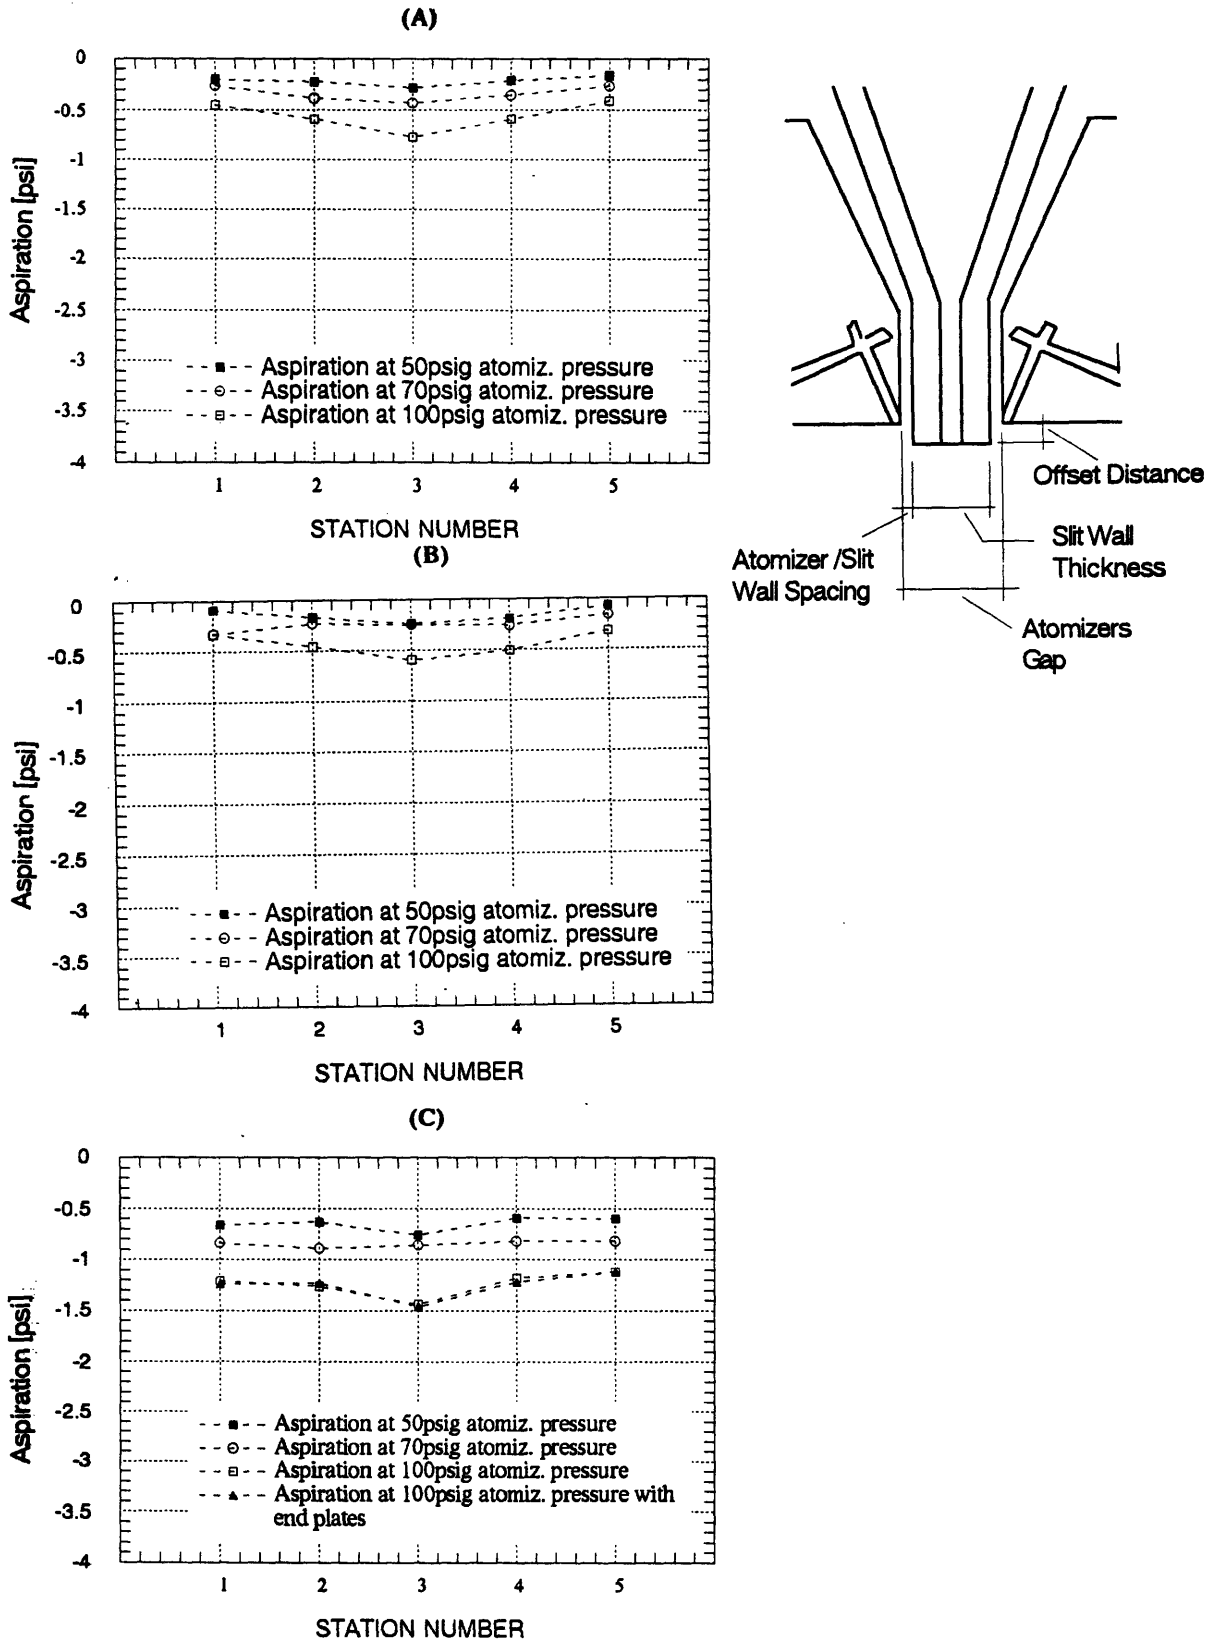 (A)
0
-0.5
-1
-1.5
-2
-2.5
-3
-3.5
-4
Aspiration [psi]
Aspiration at 50psig atomiz. pressure
Aspiration at 70psig atomiz. pressure
Aspiration at 100psig atomiz. pressure
1 2 3 4 5
STATION NUMBER
Offset Distance
Slit Wall
Thickness
Atomizer /Slit
Wall Spacing
Atomizers
Gap
(B)
0
-0.5
-1
-1.5
-2
-2.5
-3
-3.5
-4
Aspiration [psi]
Aspiration at 50psig atomiz. pressure
Aspiration at 70psig atomiz. pressure
Aspiration at 100psig atomiz. pressure
1 2 3 4 5
STATION NUMBER
(C)
0
-0.5
-1
-1.5
-2
-2.5
-3
-3.5
-4
Aspiration [psi]
Aspiration at 50psig atomiz. pressure
Aspiration at 70psig atomiz. pressure
Aspiration at 100psig atomiz. pressure
Aspiration at 100psig atomiz. pressure with
end plates
1 2 3 4 5
STATION NUMBER